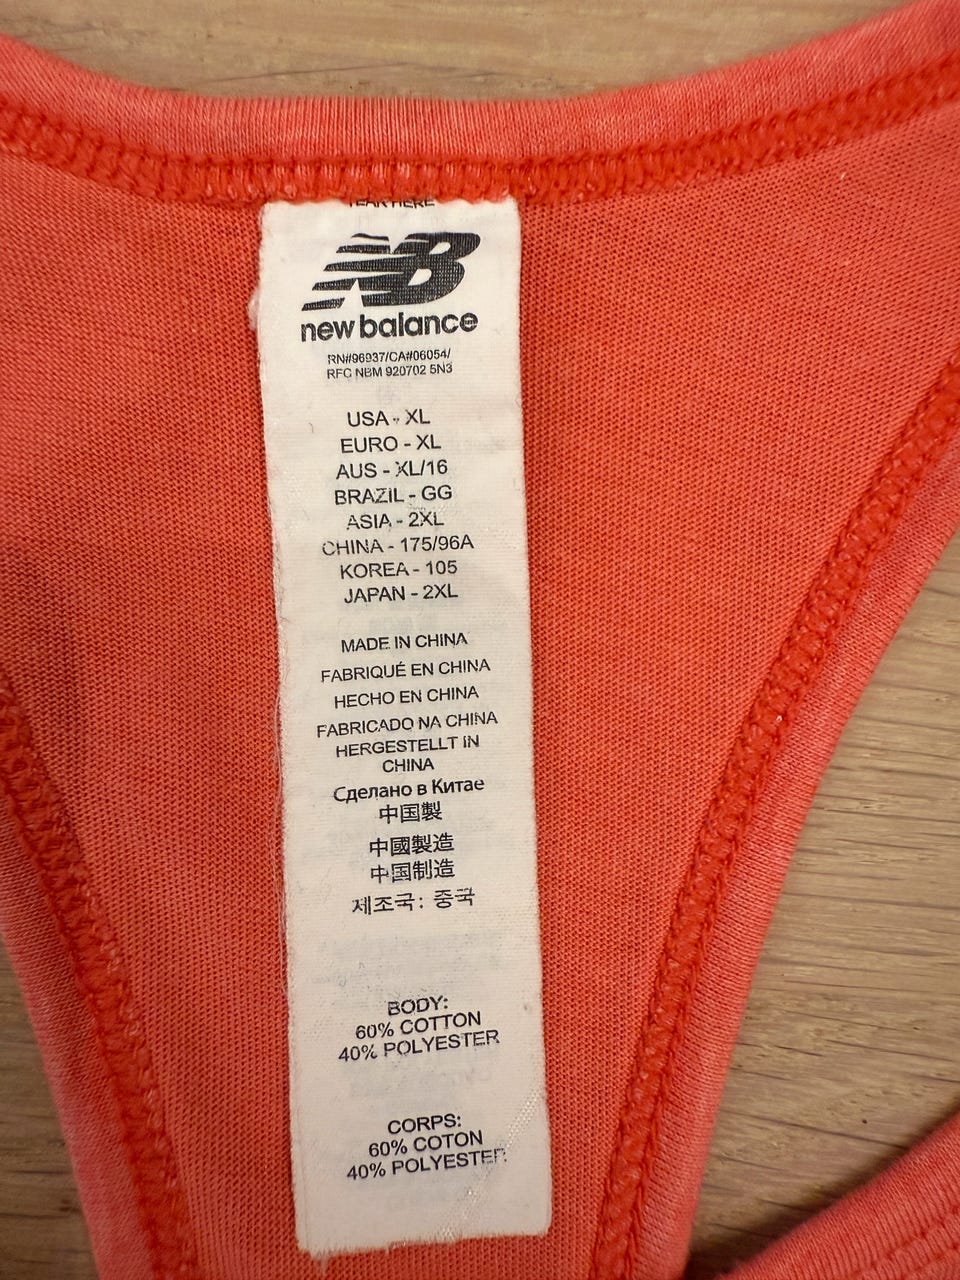 TEAR HERE
NB
new balance
RN#96937/CA#06054/
RFC NBM 920702 5N3
USA - XL
EURO - XL
AUS - XL/16
BRAZIL - GG
ASIA - 2XL
CHINA - 175/96A
KOREA - 105
JAPAN - 2XL
MADE IN CHINA
FABRIQUÉ EN CHINA
HECHO EN CHINA
FABRICADO NA CHINA
HERGESTELLT IN
CHINA
Сделано в Китае
中国製
中國製造
中国制造
제조국: 중국
BODY:
60% COTTON
40% POLYESTER
CORPS:
60% COTON
40% POLYESTER